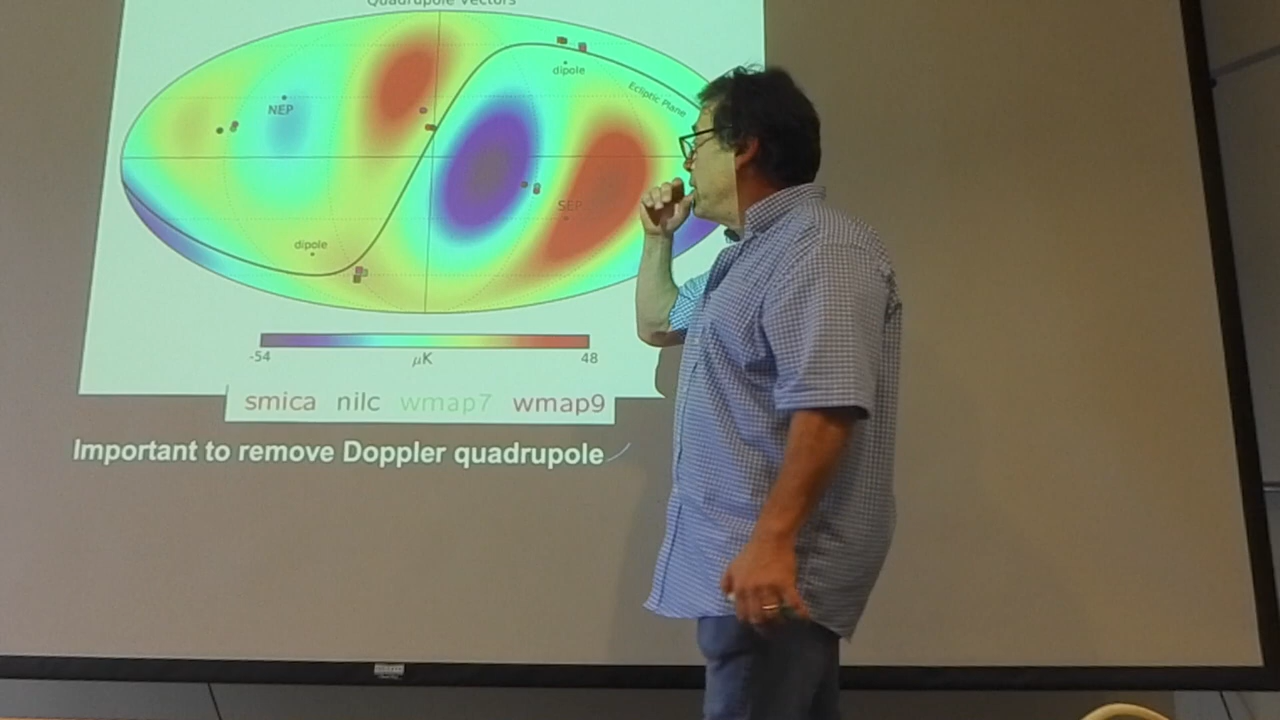 Quadrupole Vectors
dipole
Ecliptic Plane
NEP
SEP
dipole
-54
μK
48
smica nilc wmap7 wmap9
Important to remove Doppler quadrupole